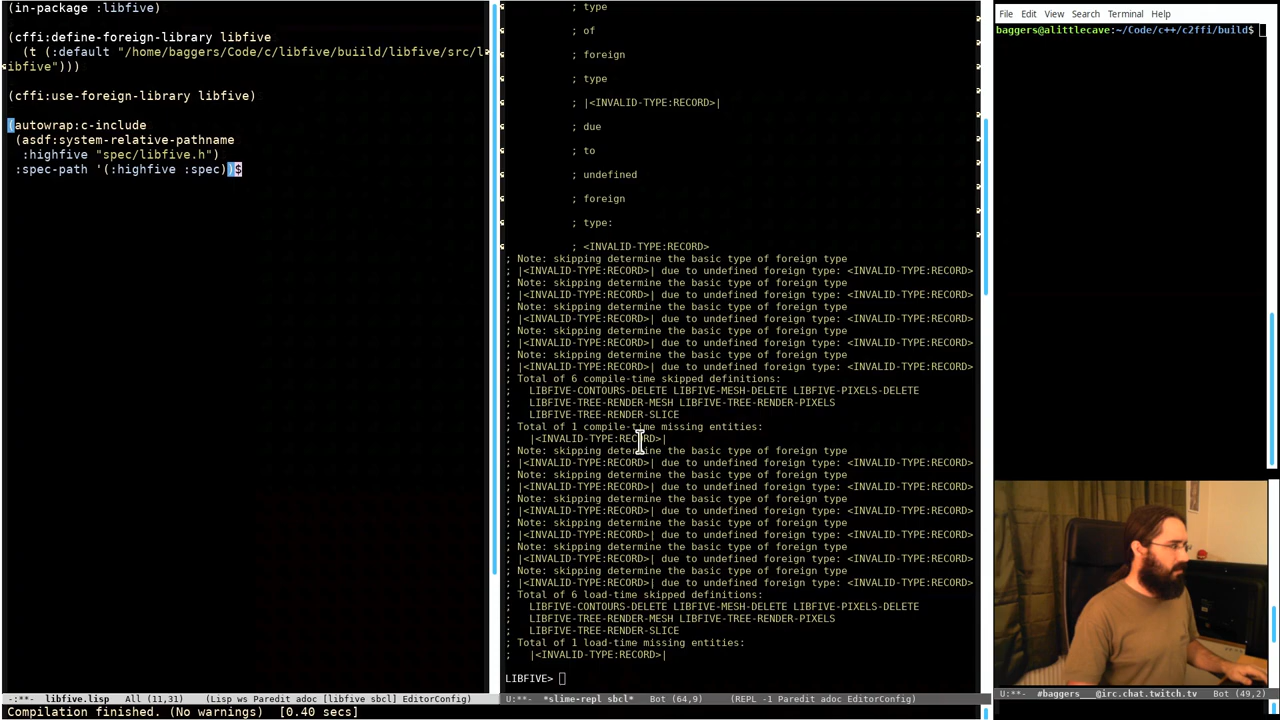 (in-package :libfive)
(cffi:define-foreign-library libfive
(t (:default "/home/baggers/Code/c/libfive/buiild/libfive/src/l
ibfive")))
(cffi:use-foreign-library libfive)
(autowrap:c-include
(asdf:system-relative-pathname
:highfive "spec/libfive.h")
:spec-path '(:highfive :spec))$
-:**- libfive.lisp All (11,31) (Lisp ws Paredit adoc [libfive sbcl] EditorConfig)
Compilation finished. (No warnings) [0.40 secs]
; type
; of
; foreign
; type
; |<INVALID-TYPE:RECORD>|
; due
; to
; undefined
; foreign
; type:
; <INVALID-TYPE:RECORD>
; Note: skipping determine the basic type of foreign type
; |<INVALID-TYPE:RECORD>| due to undefined foreign type: <INVALID-TYPE:RECORD>
; Note: skipping determine the basic type of foreign type
; |<INVALID-TYPE:RECORD>| due to undefined foreign type: <INVALID-TYPE:RECORD>
; Note: skipping determine the basic type of foreign type
; |<INVALID-TYPE:RECORD>| due to undefined foreign type: <INVALID-TYPE:RECORD>
; Note: skipping determine the basic type of foreign type
; |<INVALID-TYPE:RECORD>| due to undefined foreign type: <INVALID-TYPE:RECORD>
; Note: skipping determine the basic type of foreign type
; |<INVALID-TYPE:RECORD>| due to undefined foreign type: <INVALID-TYPE:RECORD>
; Total of 6 compile-time skipped definitions:
; LIBFIVE-CONTOURS-DELETE LIBFIVE-MESH-DELETE LIBFIVE-PIXELS-DELETE
; LIBFIVE-TREE-RENDER-MESH LIBFIVE-TREE-RENDER-PIXELS
; LIBFIVE-TREE-RENDER-SLICE
; Total of 1 compile-time missing entities:
; |<INVALID-TYPE:RECORD>|
; Note: skipping determine the basic type of foreign type
; |<INVALID-TYPE:RECORD>| due to undefined foreign type: <INVALID-TYPE:RECORD>
; Note: skipping determine the basic type of foreign type
; |<INVALID-TYPE:RECORD>| due to undefined foreign type: <INVALID-TYPE:RECORD>
; Note: skipping determine the basic type of foreign type
; |<INVALID-TYPE:RECORD>| due to undefined foreign type: <INVALID-TYPE:RECORD>
; Note: skipping determine the basic type of foreign type
; |<INVALID-TYPE:RECORD>| due to undefined foreign type: <INVALID-TYPE:RECORD>
; Note: skipping determine the basic type of foreign type
; |<INVALID-TYPE:RECORD>| due to undefined foreign type: <INVALID-TYPE:RECORD>
; Note: skipping determine the basic type of foreign type
; |<INVALID-TYPE:RECORD>| due to undefined foreign type: <INVALID-TYPE:RECORD>
; Total of 6 load-time skipped definitions:
; LIBFIVE-CONTOURS-DELETE LIBFIVE-MESH-DELETE LIBFIVE-PIXELS-DELETE
; LIBFIVE-TREE-RENDER-MESH LIBFIVE-TREE-RENDER-PIXELS
; LIBFIVE-TREE-RENDER-SLICE
; Total of 1 load-time missing entities:
; |<INVALID-TYPE:RECORD>|
LIBFIVE>
U:**- *slime-repl sbcl* Bot (64,9) (REPL -1 Paredit adoc EditorConfig)
File Edit View Search Terminal Help
baggers@alittlecave:~/Code/c++/c2ffi/build$
U:**- #baggers___@irc.chat.twitch.tv Bot (49,2)